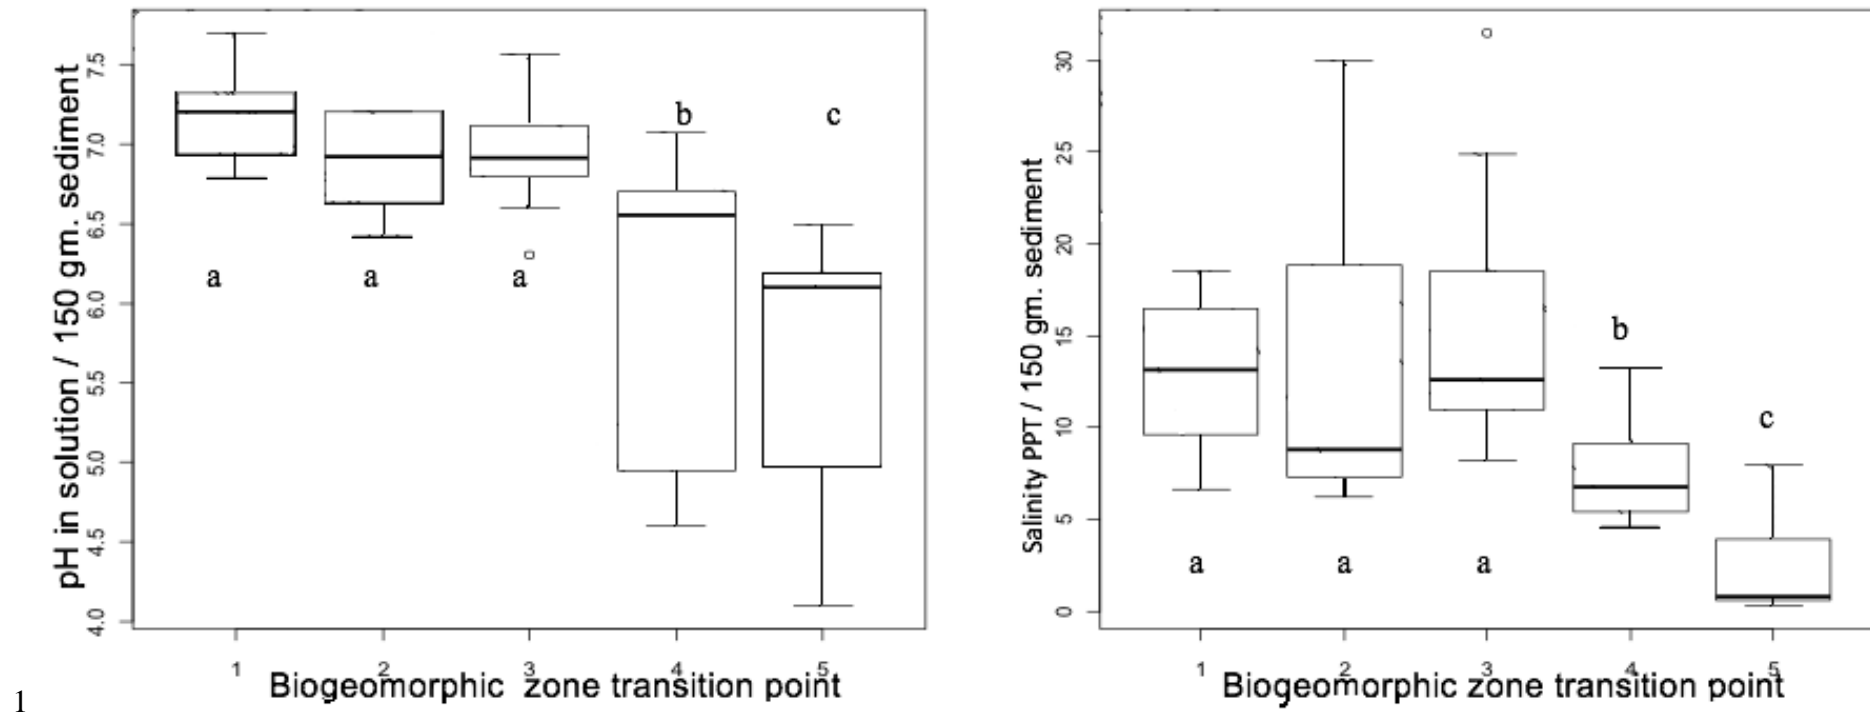 pH in solution / 150 gm. sediment
7.5
7.0
6.5
6.0
5.5
5.0
4.5
4.0
a
a
a
b
c
1 2 3 4 5
Biogeomorphic zone transition point
Salinity PPT / 150 gm. sediment
30
25
20
15
10
5
0
a
a
a
b
c
1 2 3 4 5
Biogeomorphic zone transition point
1